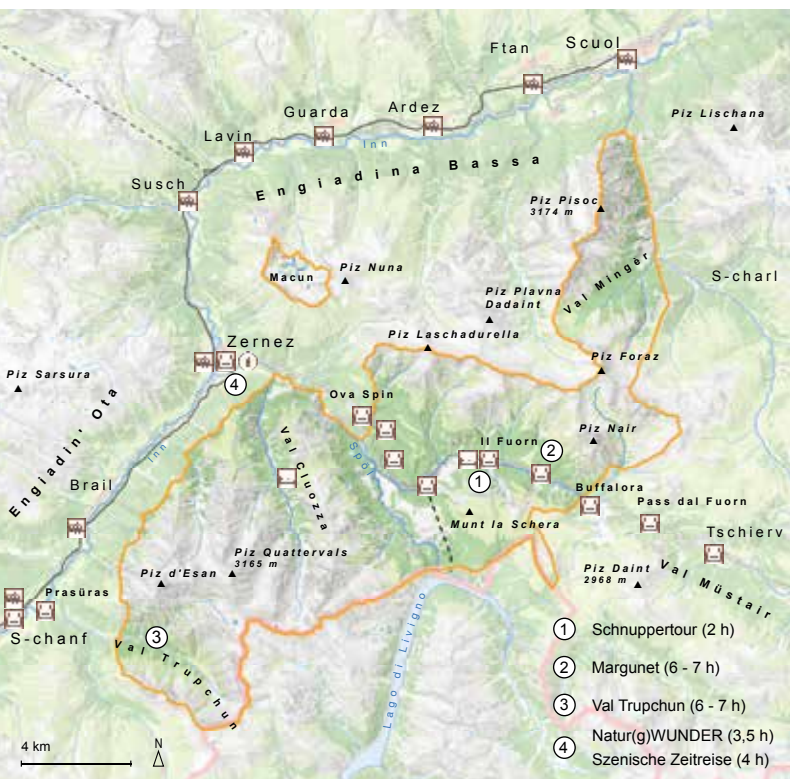 Scuol
Ftan
Ardez
Guarda
Lavin
Inn
Susch
Engiadina Bassa
Piz Lischana
Piz Pisoc
3174 m
Val Mingèr
S-charl
Macun
Piz Nuna
Piz Plavna
Dadaint
Piz Laschadurella
Piz Foraz
Zernez
4
Piz Sarsura
Ova Spin
Piz Nair
Engiadin' Ota
Inn
Val Cluozza
Spöl
Il Fuorn
1
2
Brail
Buffalora
Pass dal Fuorn
Munt la Schera
Tschierv
Piz Quattervals
3165 m
Piz d'Esan
Piz Daint
2968 m
Val Müstair
Prasüras
S-chanf
3
Val Trupchun
Lago di Livigno
1 Schnuppertour (2 h)
2 Margunet (6 - 7 h)
3 Val Trupchun (6 - 7 h)
4 Natur(g)WUNDER (3,5 h)
Szenische Zeitreise (4 h)
4 km
N